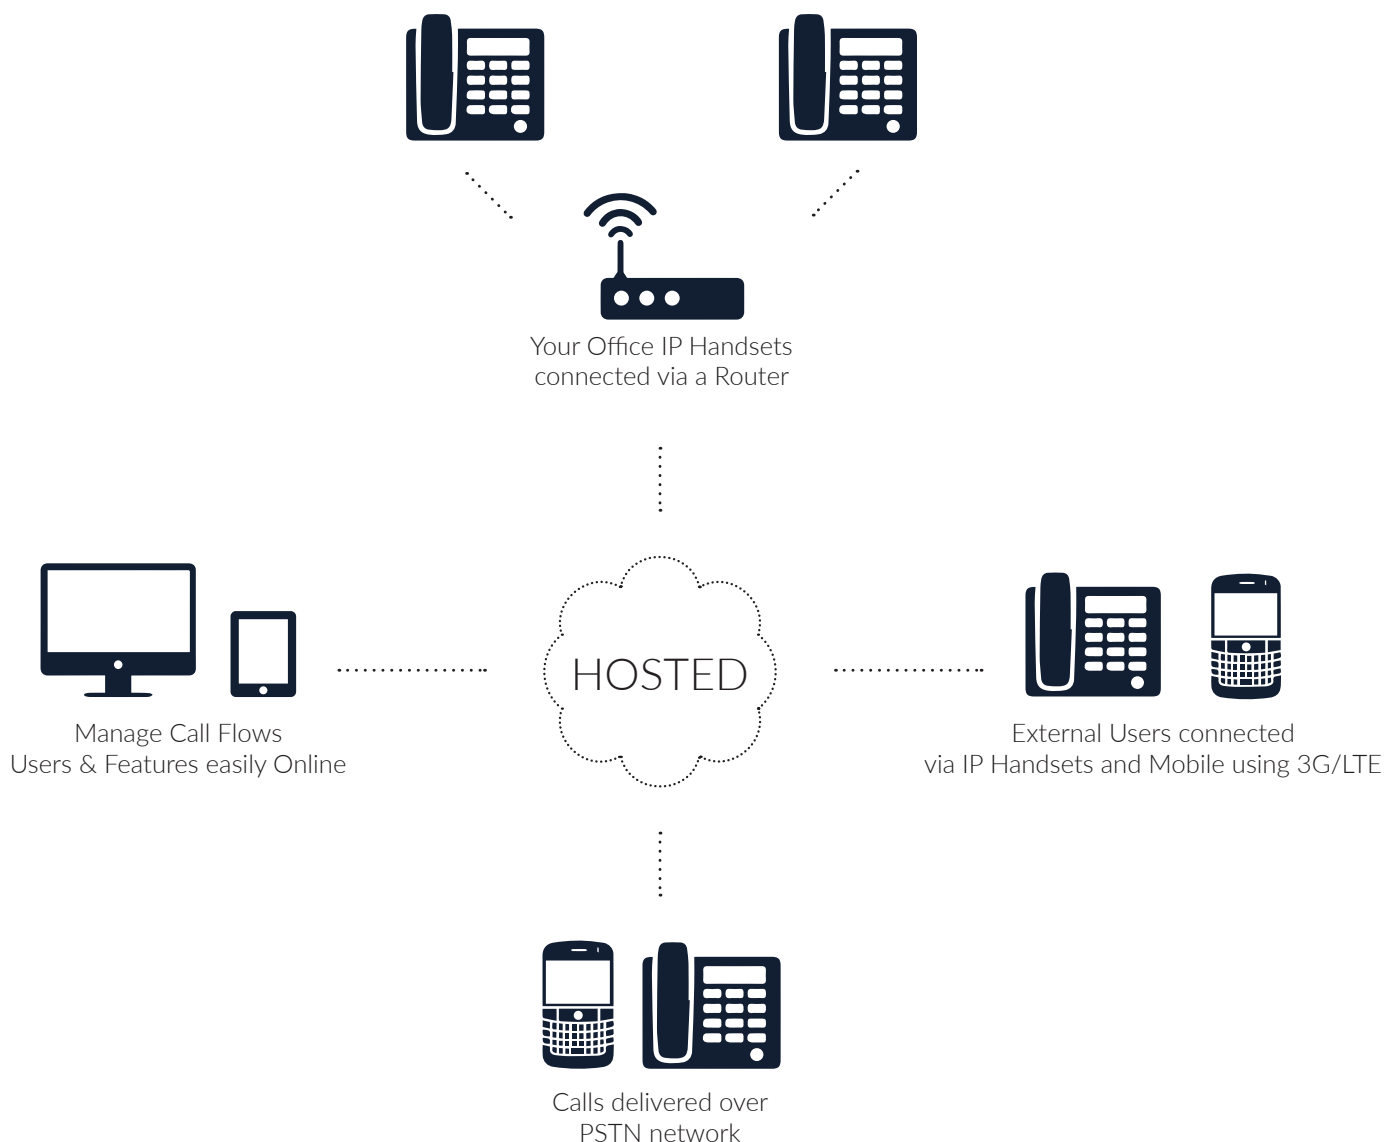 Your Office IP Handsets
connected via a Router
HOSTED
Manage Call Flows
Users & Features easily Online
External Users connected
via IP Handsets and Mobile using 3G/LTE
Calls delivered over
PSTN network